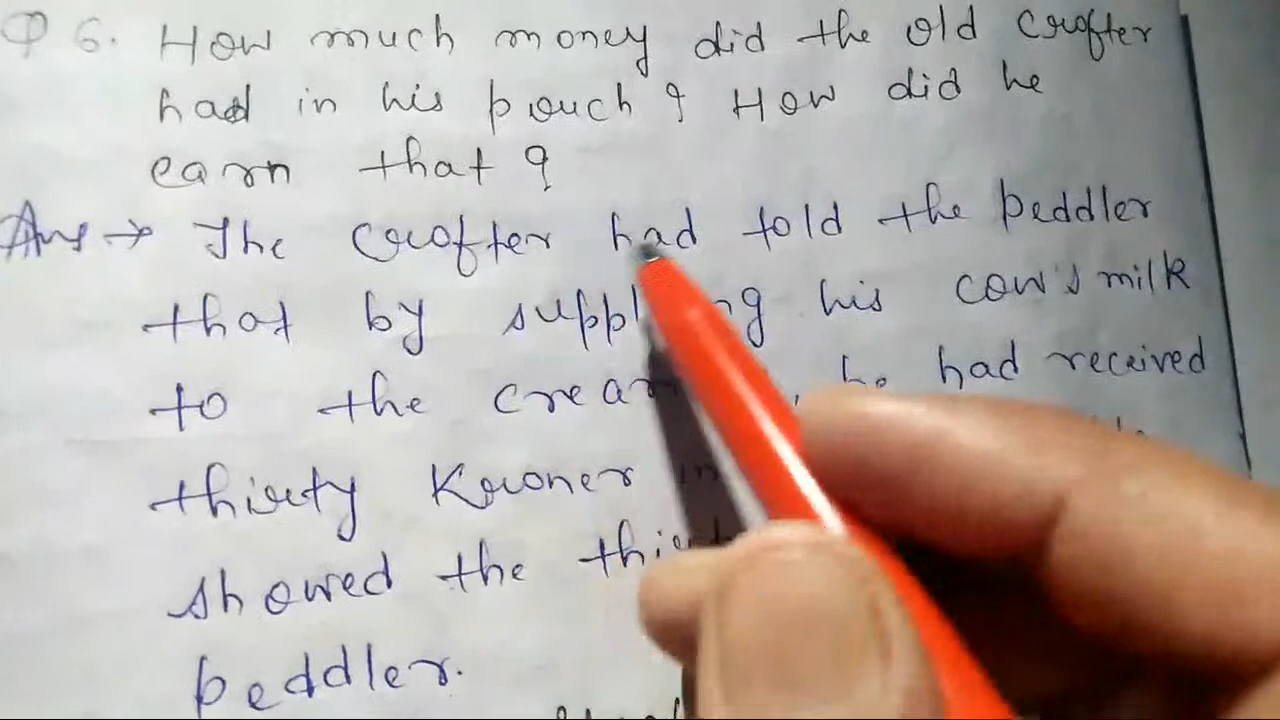 Q 6. How much money did the old Crofter
had in his pouch ? How did he
earn that ?
Ans → The Crofter had told the peddler
that by his cow's milk
to the he had received
thirty Kroner
showed the
peddler.